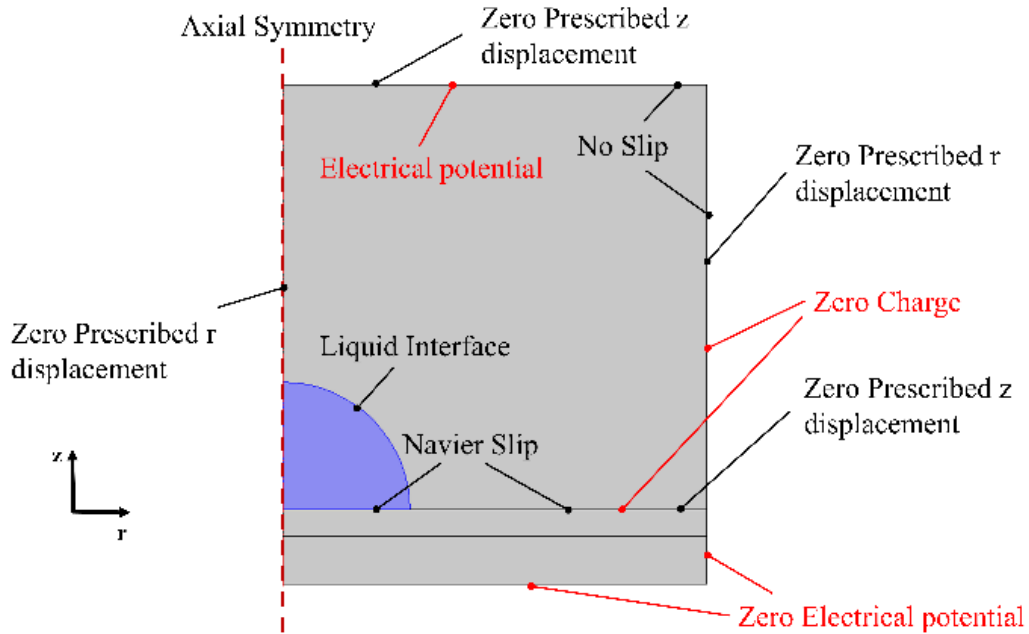 Axial Symmetry
Zero Prescribed z
displacement
Electrical potential
No Slip
Zero Prescribed r
displacement
Zero Prescribed r
displacement
Liquid Interface
Zero Charge
Zero Prescribed z
displacement
Navier Slip
z
r
Zero Electrical potential